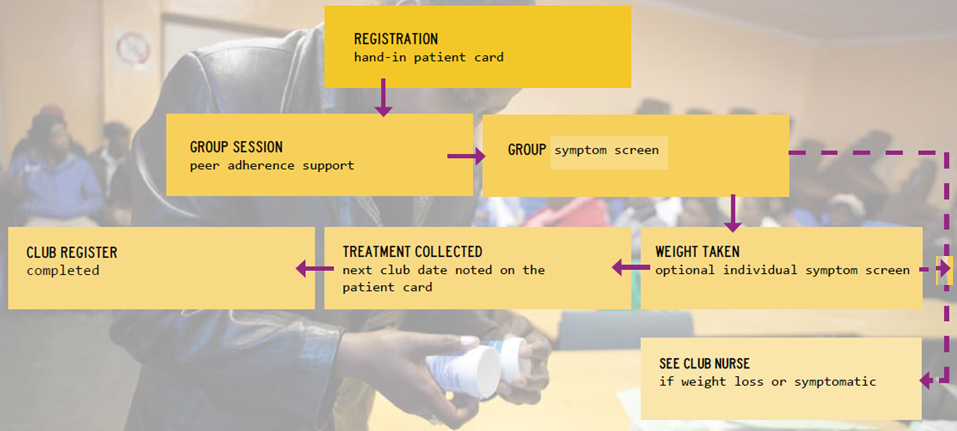 REGISTRATION
hand-in patient card
GROUP SESSION
peer adherence support
GROUP symptom screen
CLUB REGISTER
completed
TREATMENT COLLECTED
next club date noted on the
patient card
WEIGHT TAKEN
optional individual symptom screen
SEE CLUB NURSE
if weight loss or symptomatic